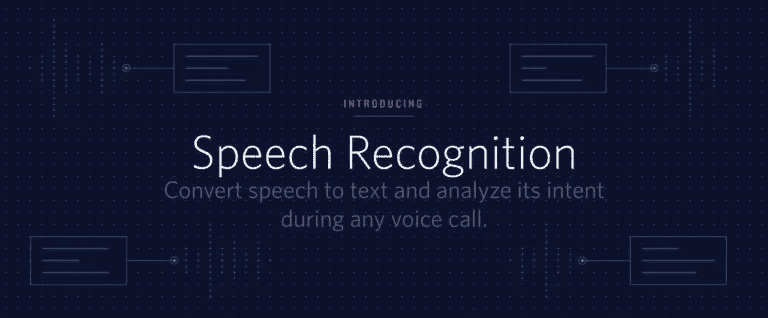 INTRODUCING
Speech Recognition
Convert speech to text and analyze its intent
during any voice call.